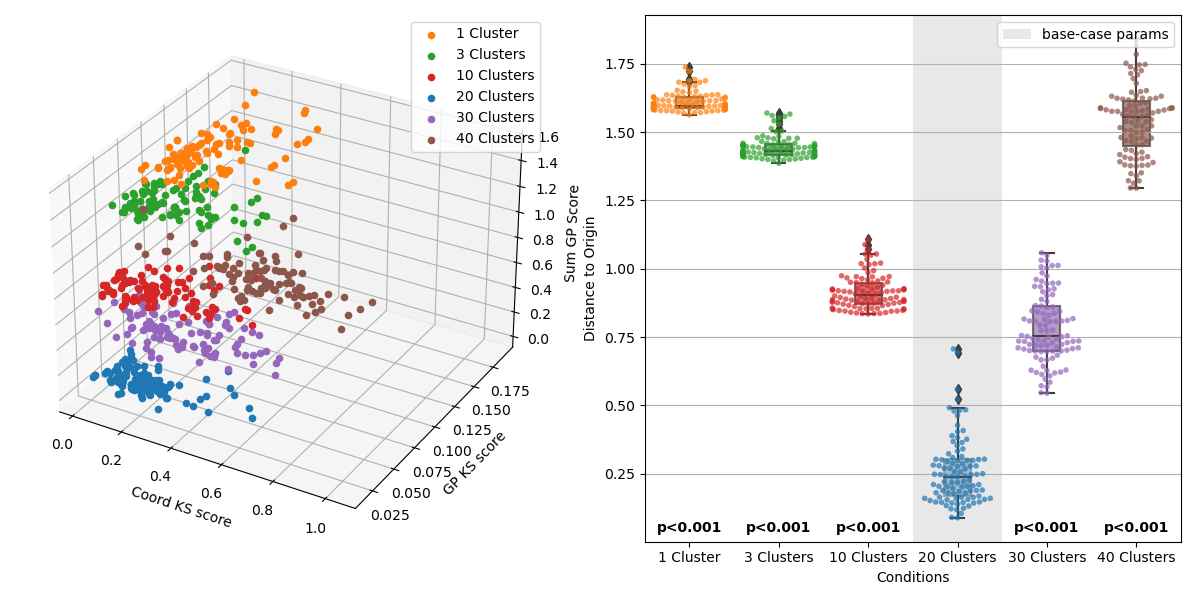 1 Cluster
3 Clusters
10 Clusters
20 Clusters
30 Clusters
40 Clusters
1.6
1.4
1.2
1.0
0.8
0.6
0.4
0.2
0.0
Sum GP Score
0.175
0.150
0.125
0.100
0.075
0.050
0.025
GP KS score
0.0
0.2
0.4
0.6
0.8
1.0
Coord KS score
base-case params
1.75
1.50
1.25
1.00
0.75
0.50
0.25
Distance to Origin
p<0.001 p<0.001 p<0.001 p<0.001 p<0.001
1 Cluster 3 Clusters 10 Clusters 20 Clusters 30 Clusters 40 Clusters
Conditions